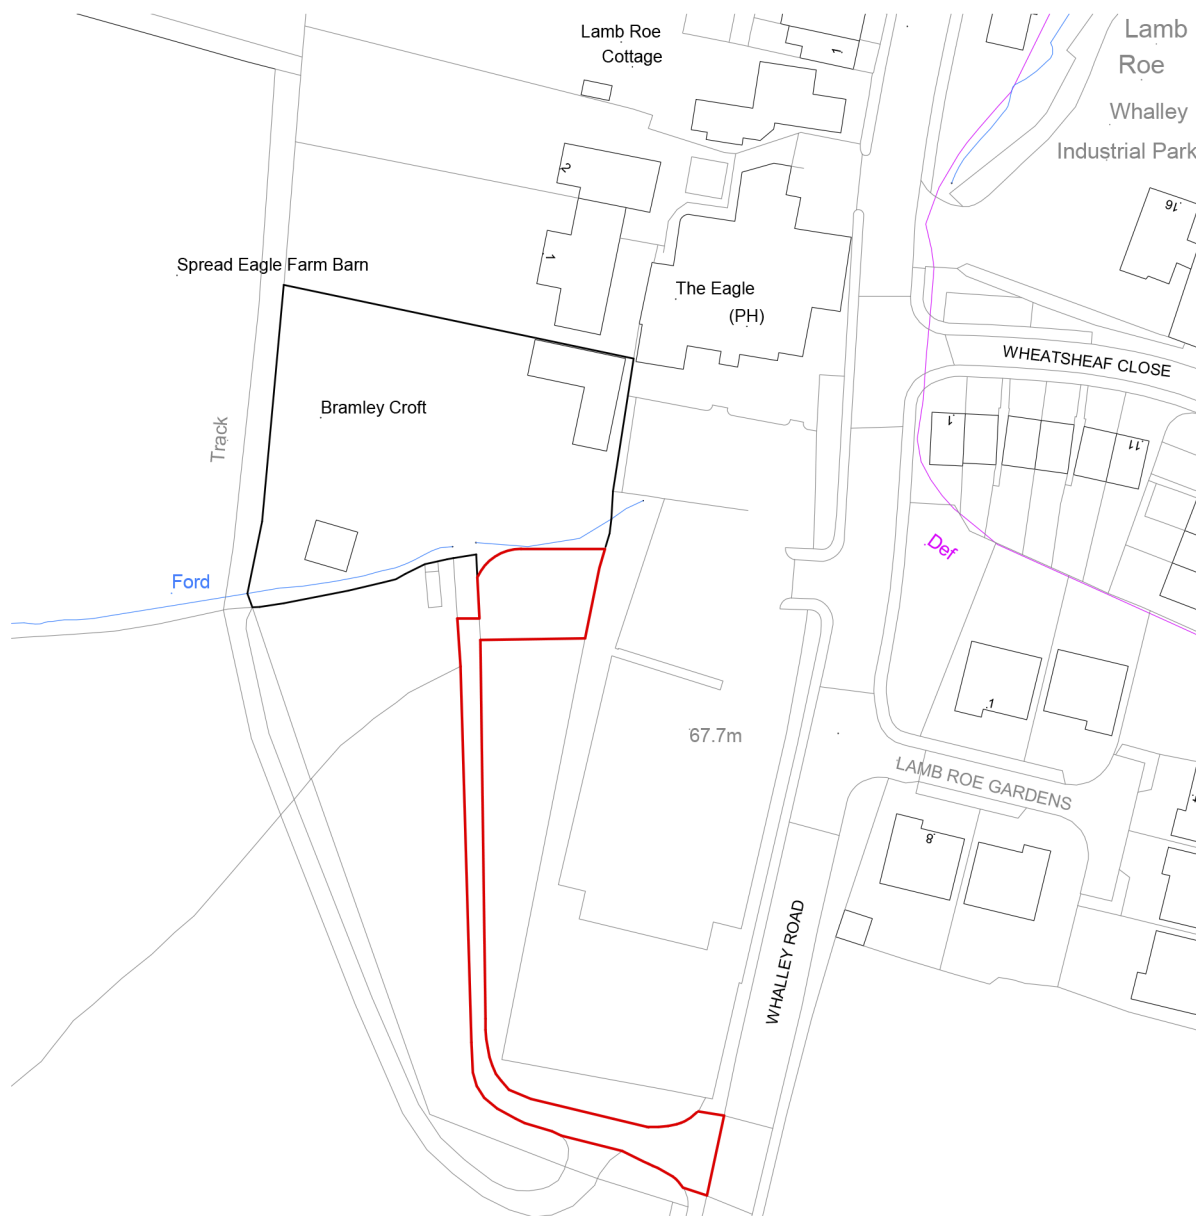 Lamb Roe
Cottage
1
Lamb
Roe
Whalley
Industrial Park
2
16
1
Spread Eagle Farm Barn
The Eagle
(PH)
WHEATSHEAF CLOSE
Bramley Croft
Track
1
11
Def
Ford
1
67.7m
LAMB ROE GARDENS
8
WHALLEY ROAD